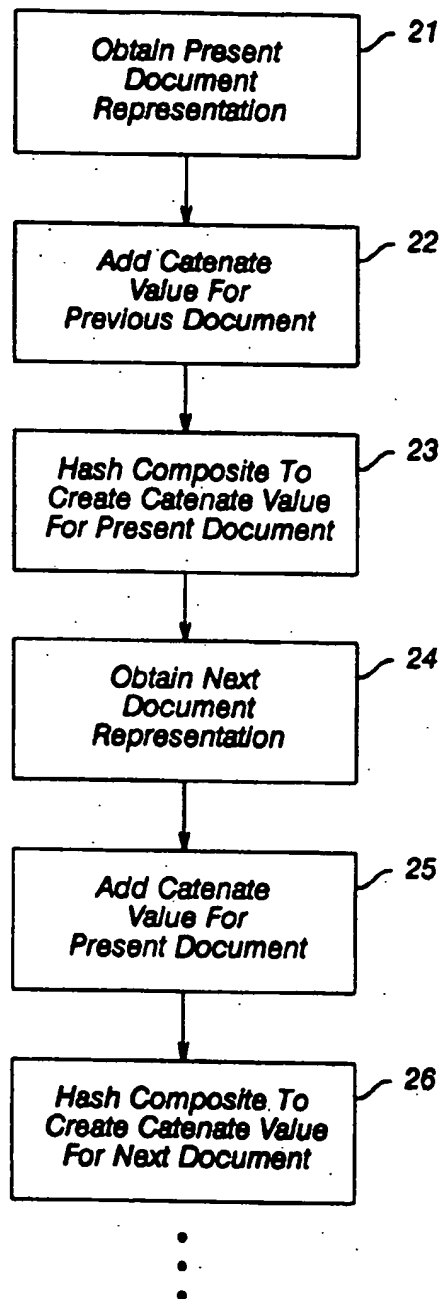 21
Obtain Present
Document
Representation
22
Add Catenate
Value For
Previous Document
23
Hash Composite To
Create Catenate Value
For Present Document
24
Obtain Next
Document
Representation
25
Add Catenate
Value For
Present Document
26
Hash Composite To
Create Catenate Value
For Next Document